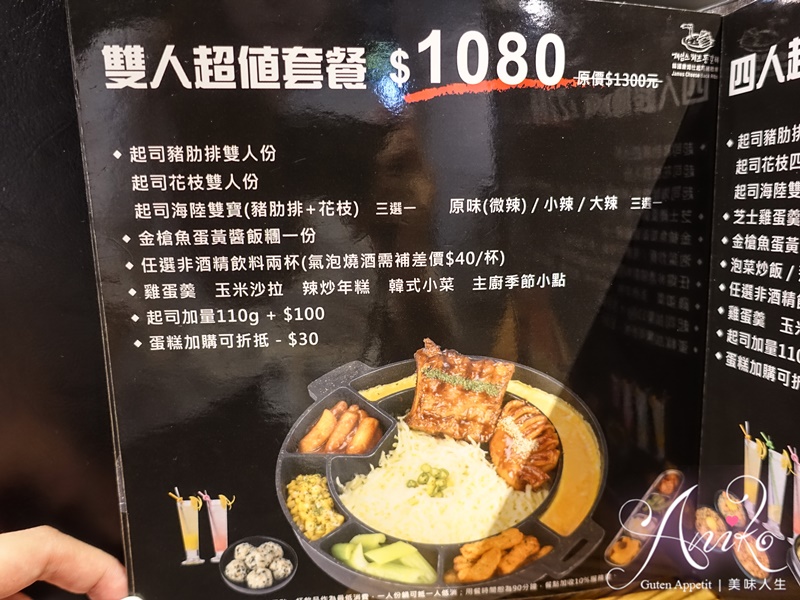 雙人超值套餐 $1080 原價$1300元
◆ 起司豬肋排雙人份
起司花枝雙人份
起司海陸雙寶(豬肋排+花枝) 三選一 原味(微辣) / 小辣 / 大辣 三選一
◆ 金槍魚蛋黃醬飯糰一份
◆ 任選非酒精飲料兩杯(氣泡燒酒需補差價$40/杯)
◆ 雞蛋羹 玉米沙拉 辣炒年糕 韓式小菜 主廚季節小點
◆ 起司加量110g + $100
◆ 蛋糕加購可折抵 - $30
James Cheese
四人超
◆ 起司豬肋排
起司花枝四
起司海陸雙
◆ 芝士雞蛋羹
◆ 金槍魚蛋黃
泡菜炒飯 /
◆ 任選非酒精飲
◆ 雞蛋羹 玉米
◆ 起司加量110
◆ 蛋糕加購可折抵
Anik
Guten Appetit | 美味人生